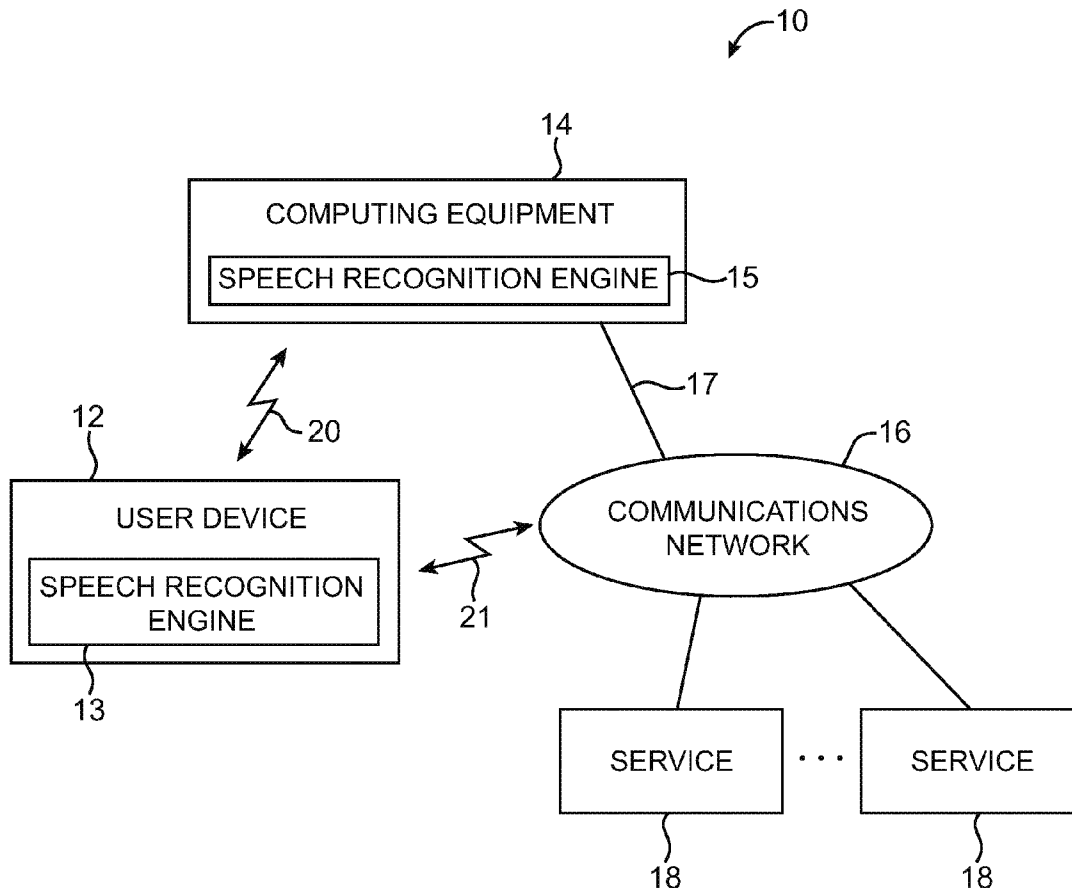 10
14
COMPUTING EQUIPMENT
SPEECH RECOGNITION ENGINE
15
17
12
20
16
USER DEVICE
COMMUNICATIONS
NETWORK
SPEECH RECOGNITION
ENGINE
21
13
SERVICE
...
SERVICE
18
18